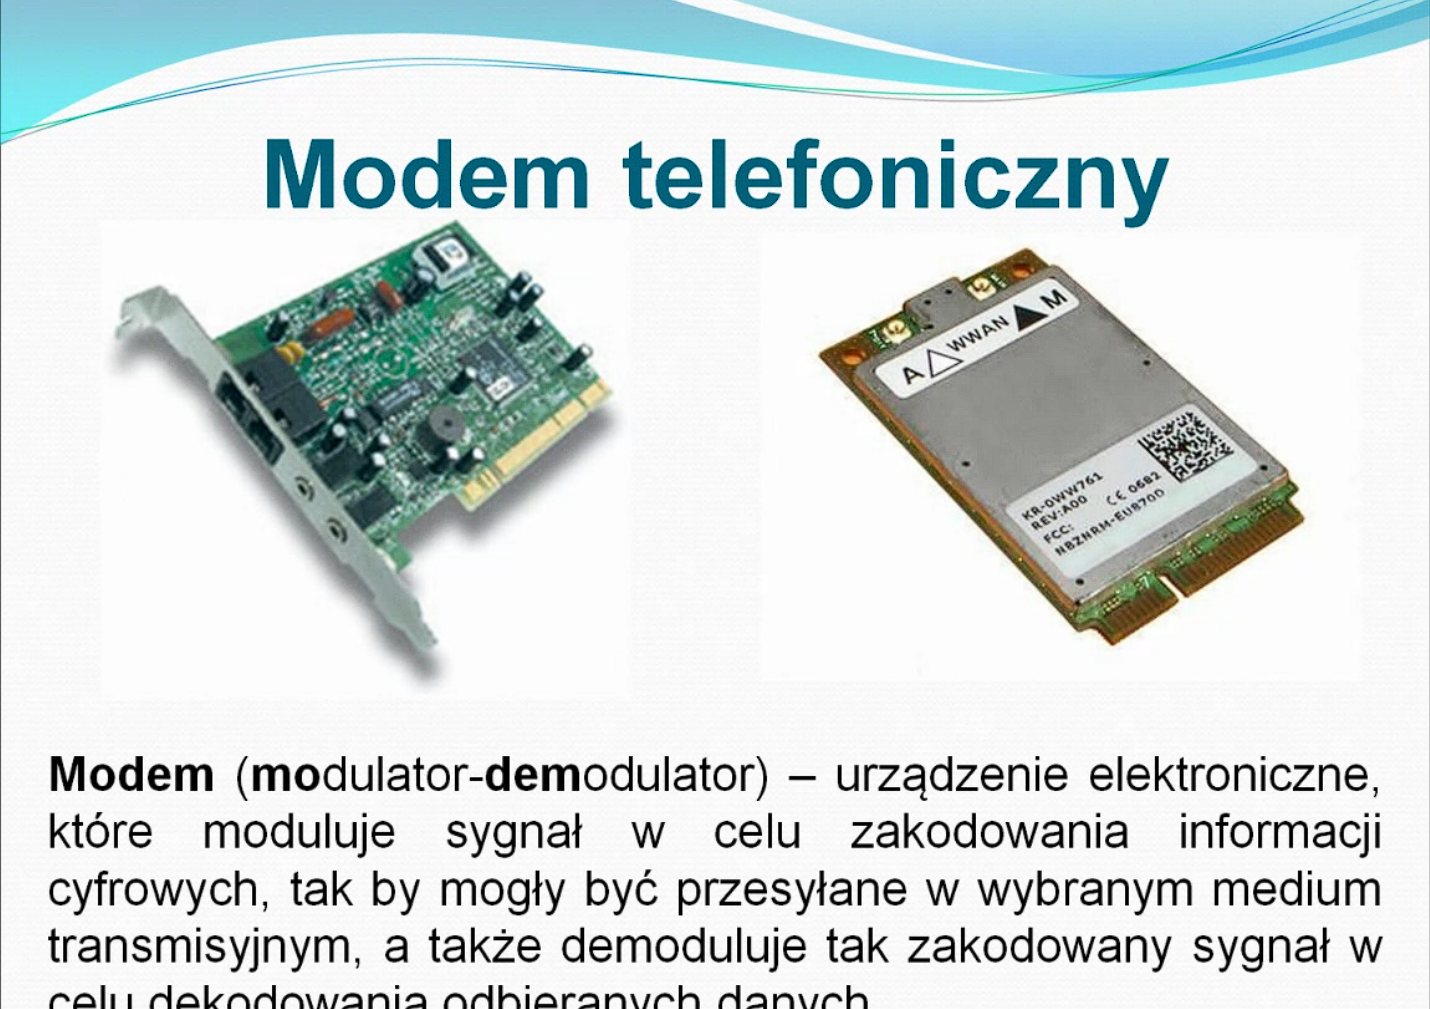 Modem telefoniczny
A WWAN M
KR-0WW761
REV:A00 CE 0682
FCC:
NBZNRM-EU870D
Modem (modulator-demodulator) – urządzenie elektroniczne,
które moduluje sygnał w celu zakodowania informacji
cyfrowych, tak by mogły być przesyłane w wybranym medium
transmisyjnym, a także demoduluje tak zakodowany sygnał w
celu dekodowania odbieranych danych